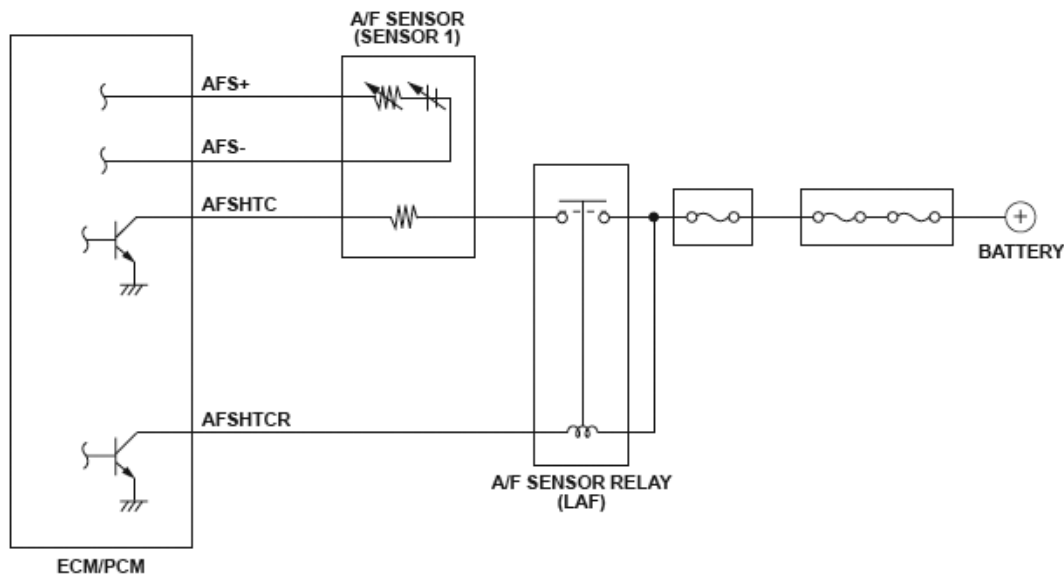 A/F SENSOR
(SENSOR 1)
AFS+
AFS-
AFSHTC
BATTERY
AFSHTCR
A/F SENSOR RELAY
(LAF)
ECM/PCM